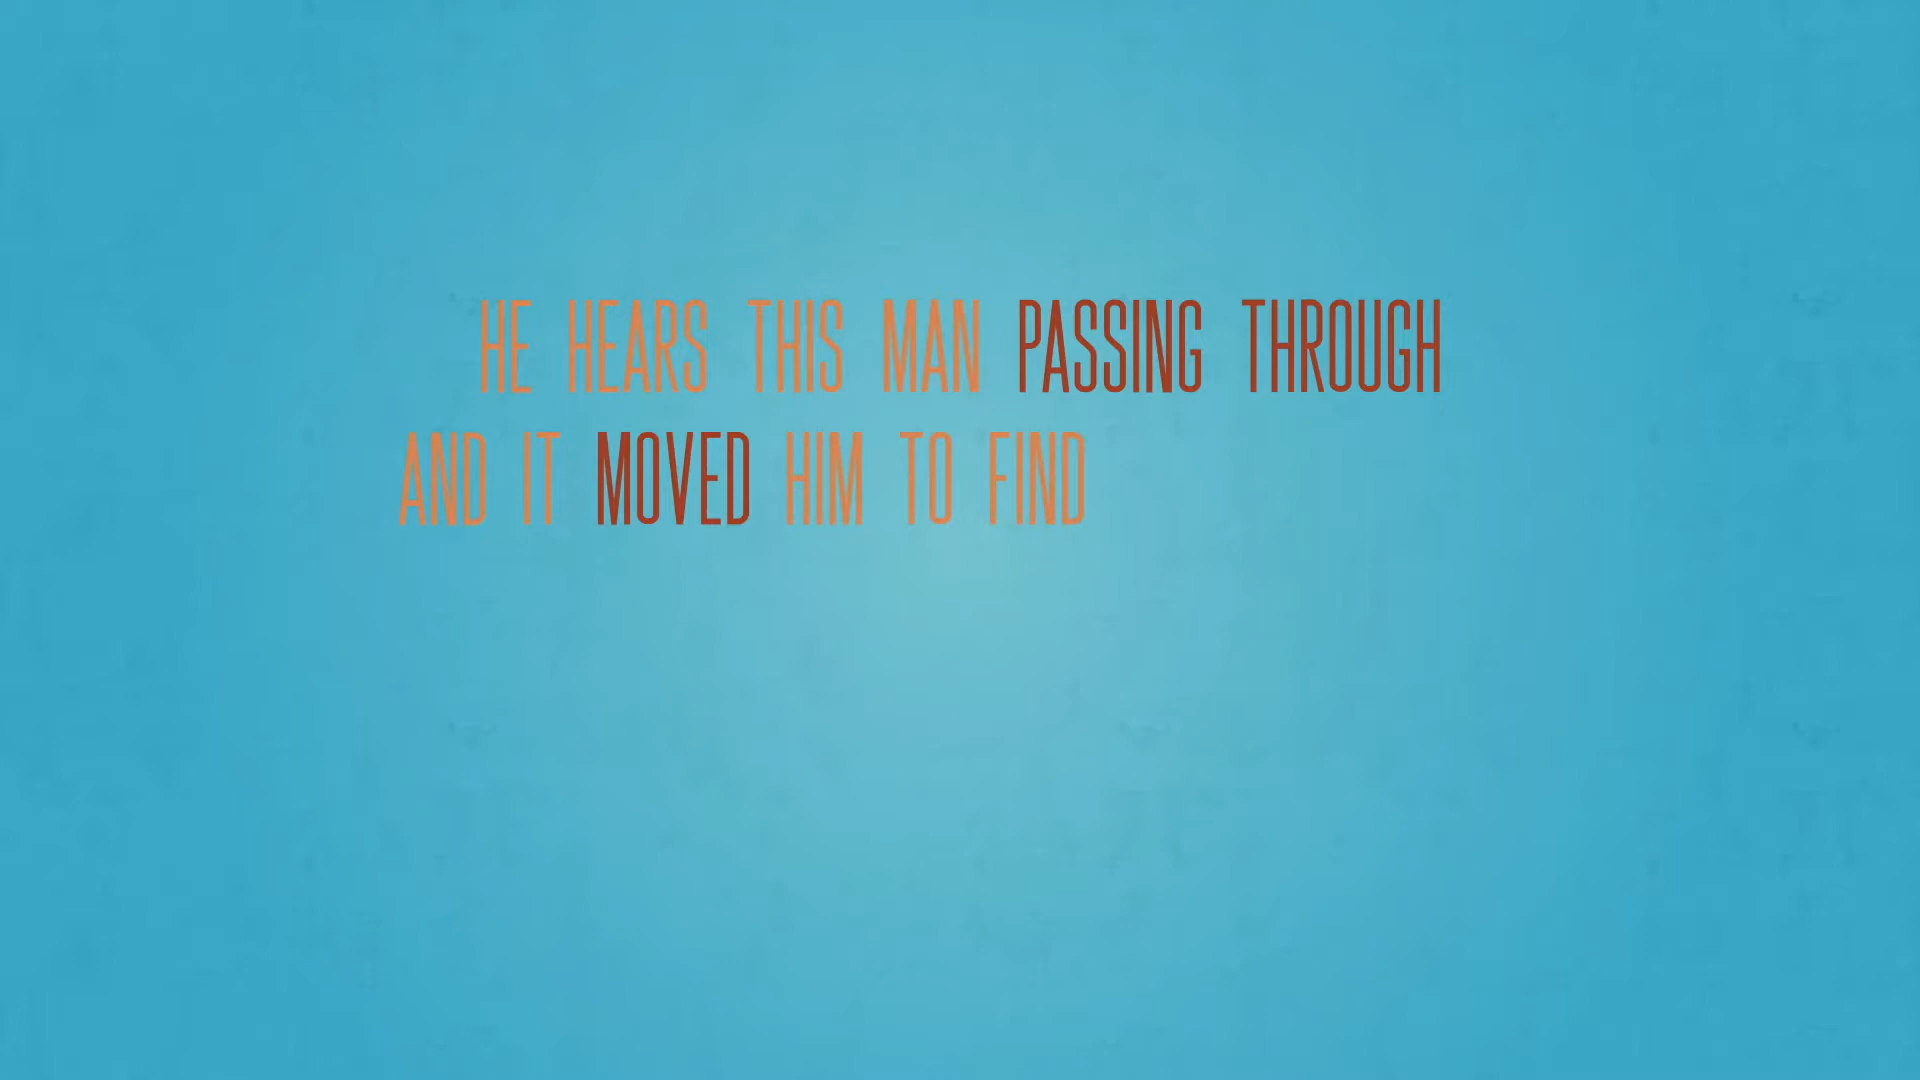 HE HEARS THIS MAN PASSING THROUGH
AND IT MOVED HIM TO FIND